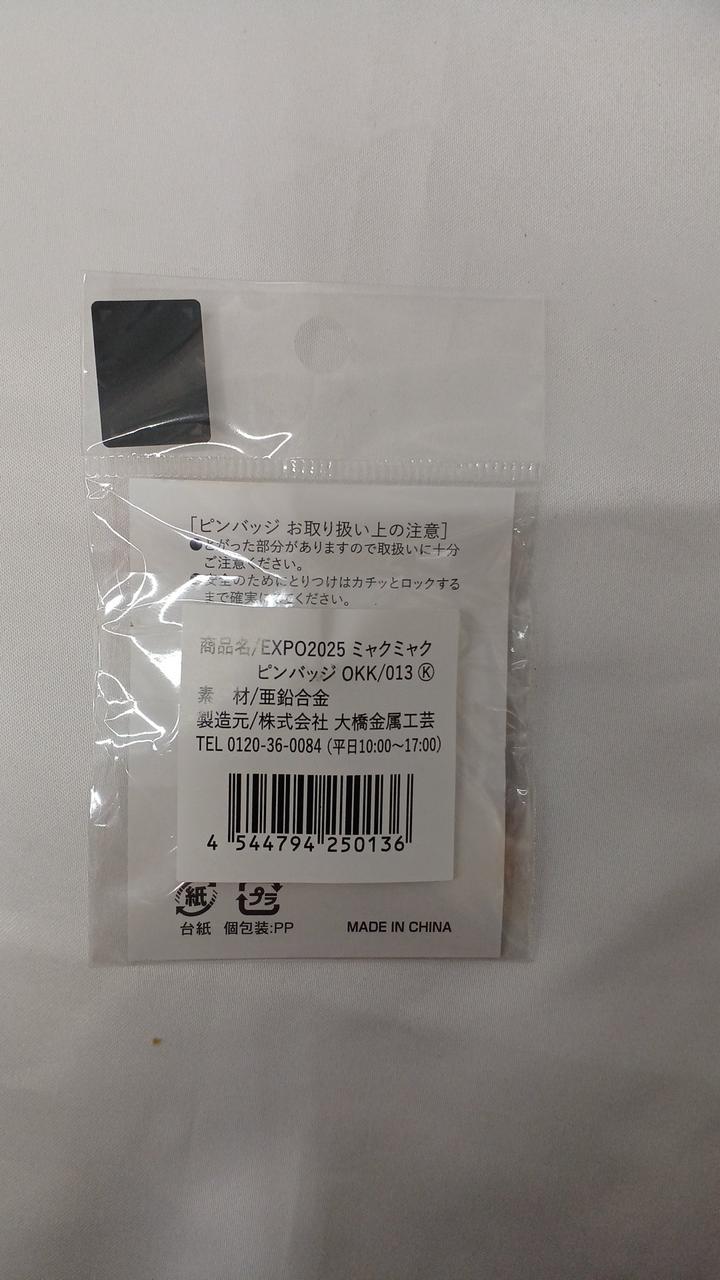 [ピンバッジ お取り扱い上の注意]
●とがった部分がありますので取扱いに十分
ご注意ください。
●安全のためにとりつけはカチッとロックする
まで確実に ください。
商品名/EXPO2025 ミャクミャク
ピンバッジ OKK/013 Ⓚ
素 材/亜鉛合金
製造元/株式会社 大橋金属工芸
TEL 0120-36-0084 (平日10:00〜17:00)
4 544794 250136
紙 プラ
台紙 個包装:PP MADE IN CHINA